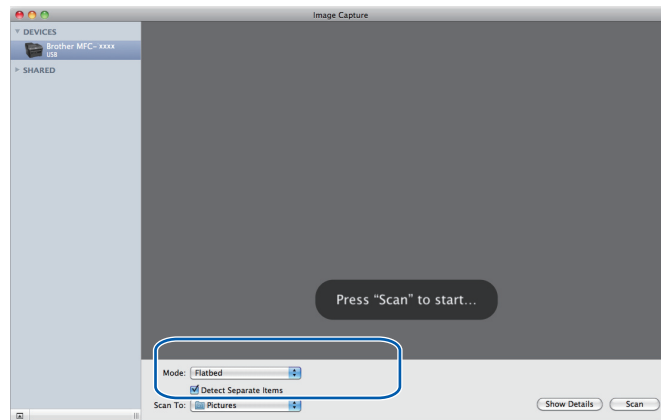 Image Capture
DEVICES
Brother MFC- xxxx
USB
SHARED
Press “Scan” to start...
Mode: Flatbed
Detect Separate Items
Scan To: Pictures
Show Details Scan